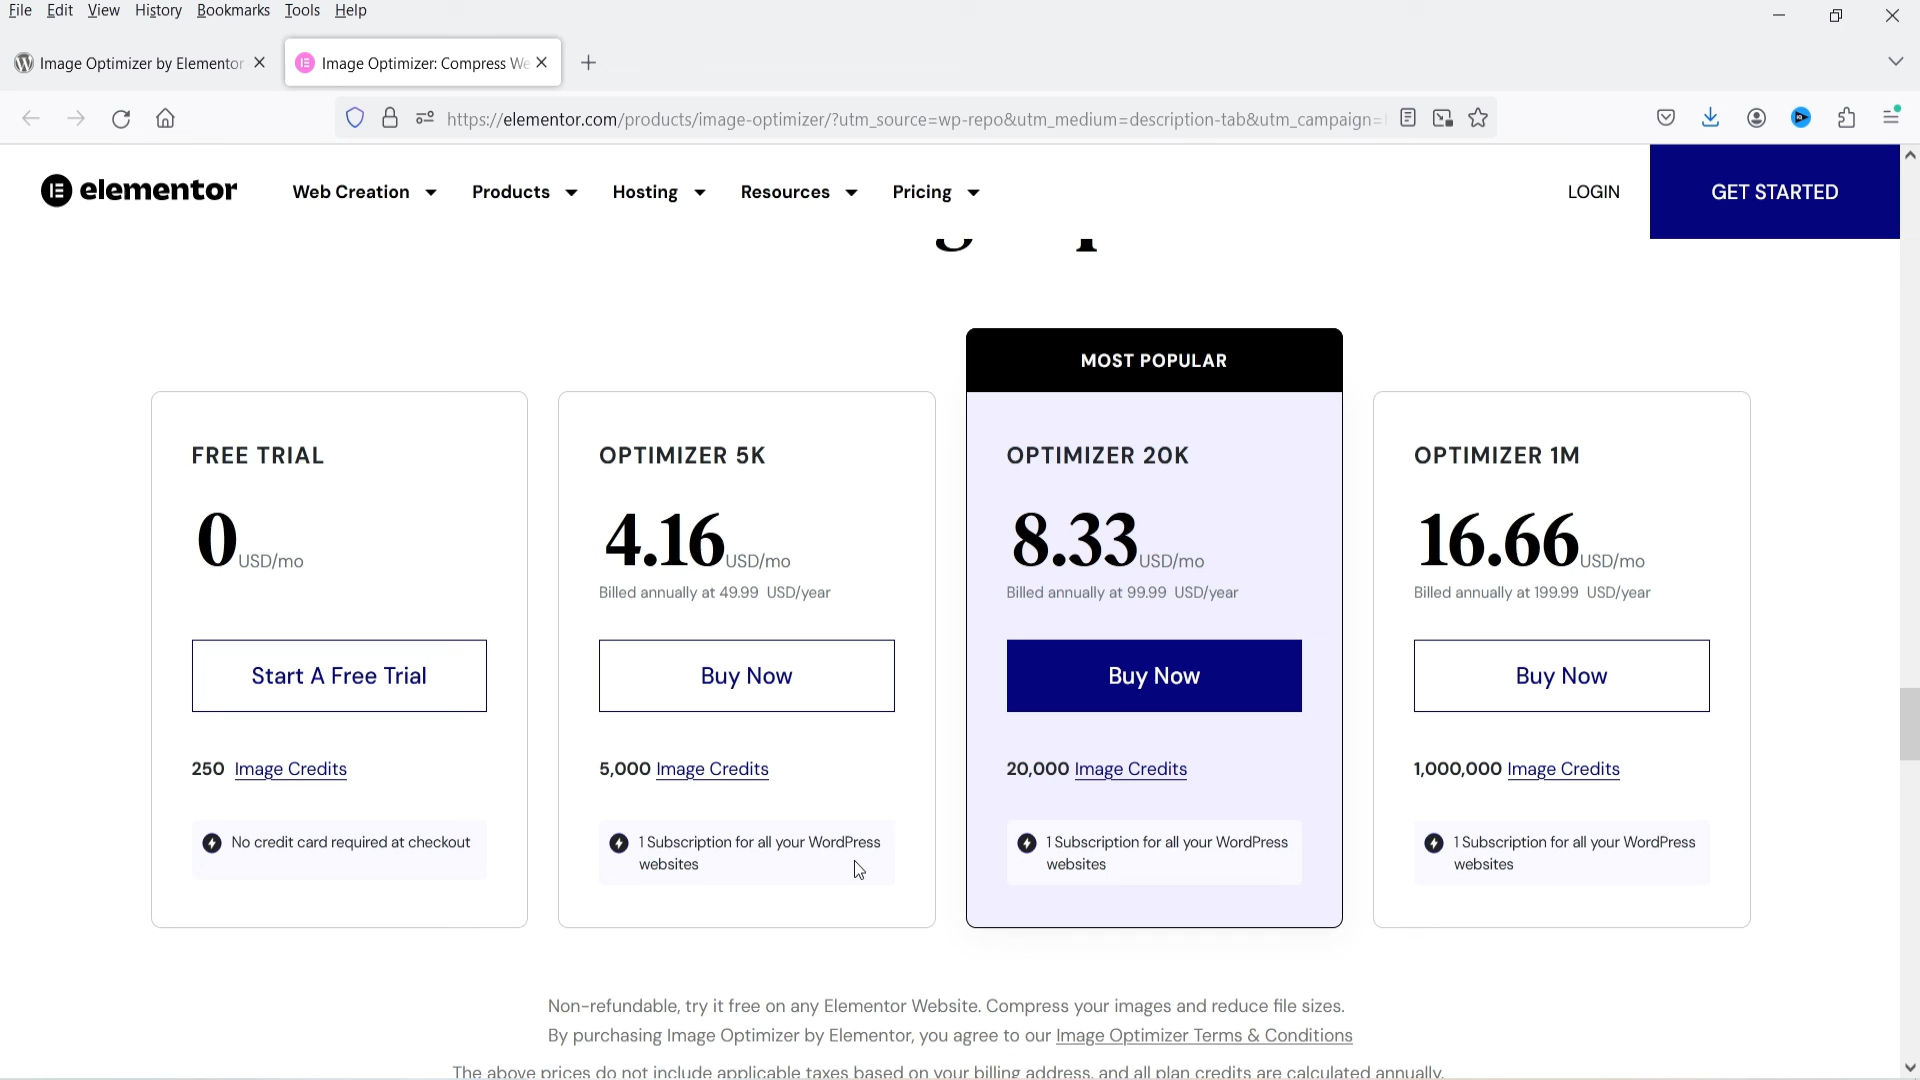 File Edit View History Bookmarks Tools Help
Image Optimizer by Elementor
Image Optimizer: Compress We
https://elementor.com/products/image-optimizer/?utm_source=wp-repo&utm_medium=description-tab&utm_campaign=
elementor
Web Creation
Products
Hosting
Resources
Pricing
LOGIN
GET STARTED
MOST POPULAR
FREE TRIAL
0 USD/mo
Start A Free Trial
250 Image Credits
No credit card required at checkout
OPTIMIZER 5K
4.16 USD/mo
Billed annually at 49.99 USD/year
Buy Now
5,000 Image Credits
1 Subscription for all your WordPress
websites
OPTIMIZER 20K
8.33 USD/mo
Billed annually at 99.99 USD/year
Buy Now
20,000 Image Credits
1 Subscription for all your WordPress
websites
OPTIMIZER 1M
16.66 USD/mo
Billed annually at 199.99 USD/year
Buy Now
1,000,000 Image Credits
1 Subscription for all your WordPress
websites
Non-refundable, try it free on any Elementor Website. Compress your images and reduce file sizes.
By purchasing Image Optimizer by Elementor, you agree to our Image Optimizer Terms & Conditions
The above prices do not include applicable taxes based on your billing address, and all plan credits are calculated annually.